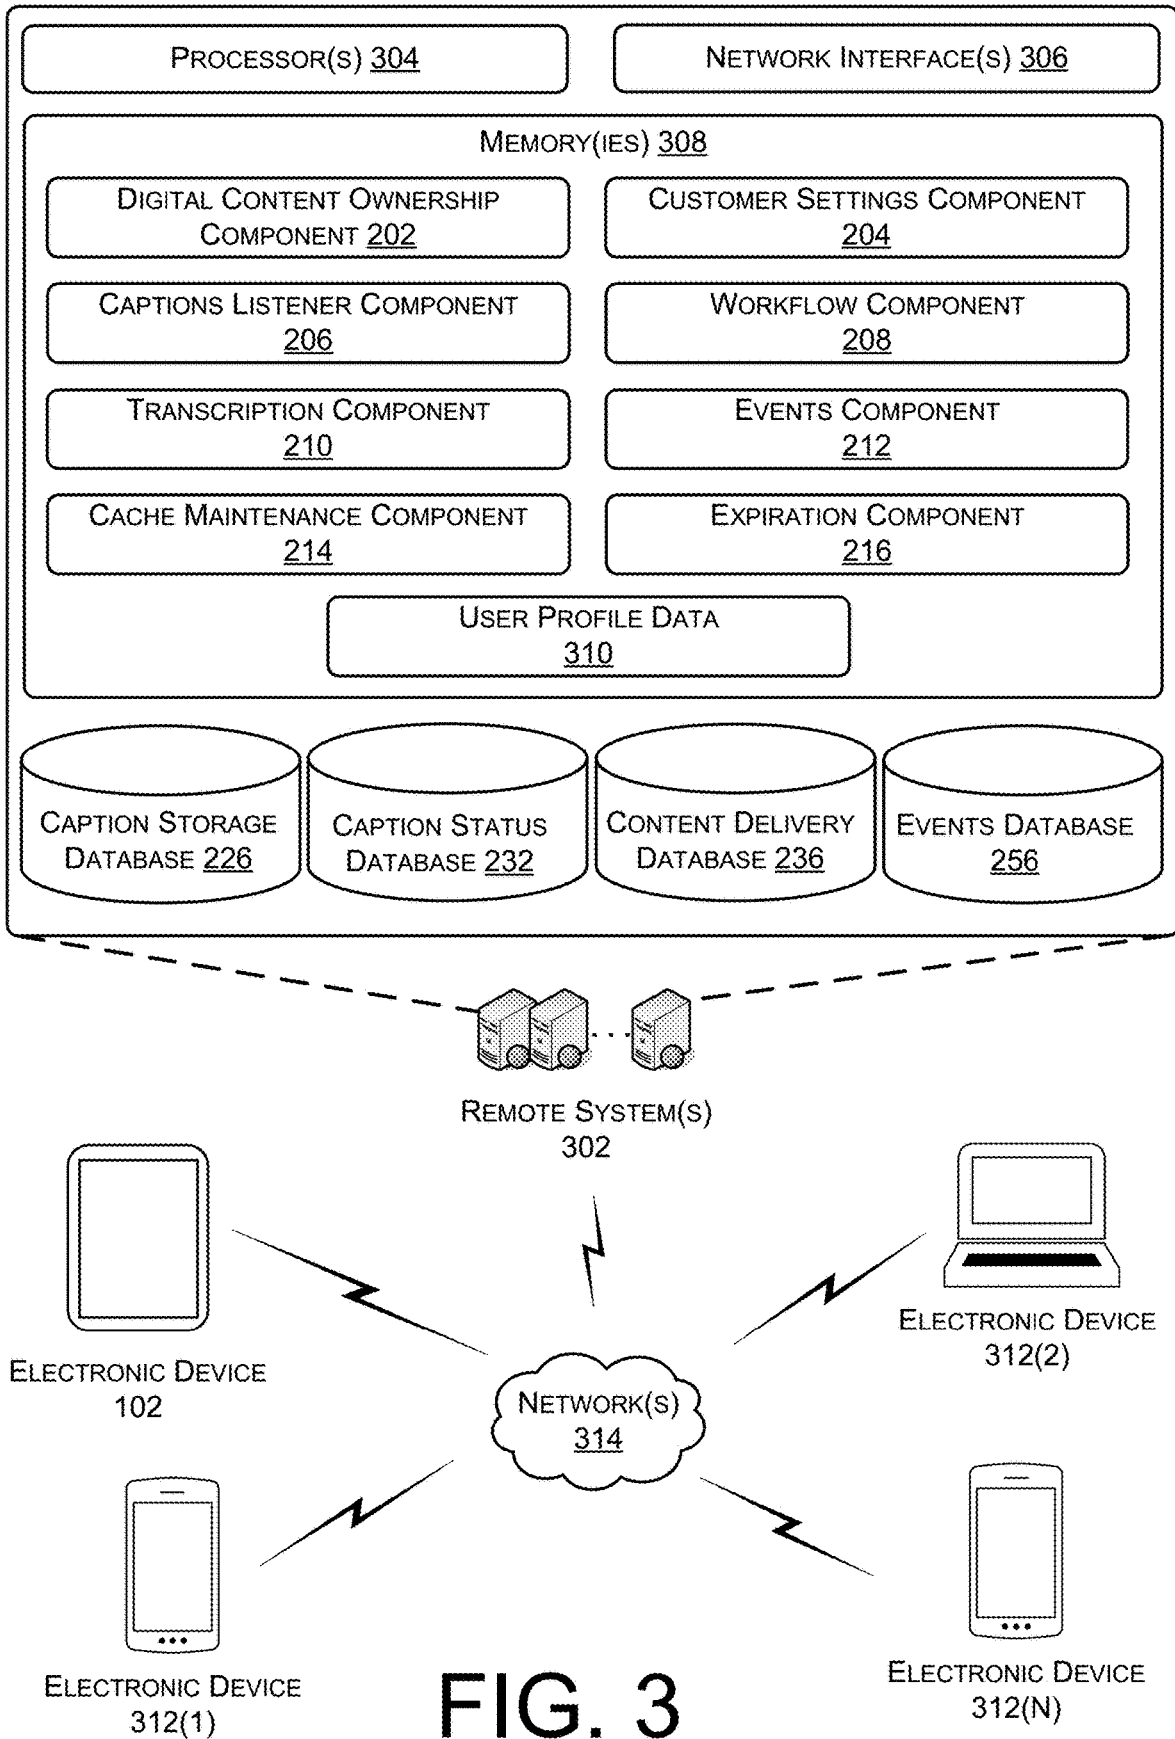 PROCESSOR(S) 304
NETWORK INTERFACE(S) 306
MEMORY(IES) 308
DIGITAL CONTENT OWNERSHIP
COMPONENT 202
CUSTOMER SETTINGS COMPONENT
204
CAPTIONS LISTENER COMPONENT
206
WORKFLOW COMPONENT
208
TRANSCRIPTION COMPONENT
210
EVENTS COMPONENT
212
CACHE MAINTENANCE COMPONENT
214
EXPIRATION COMPONENT
216
USER PROFILE DATA
310
CAPTION STORAGE
DATABASE 226
CAPTION STATUS
DATABASE 232
CONTENT DELIVERY
DATABASE 236
EVENTS DATABASE
256
REMOTE SYSTEM(S)
302
ELECTRONIC DEVICE
102
ELECTRONIC DEVICE
312(2)
NETWORK(S)
314
ELECTRONIC DEVICE
312(1)
ELECTRONIC DEVICE
312(N)
FIG. 3